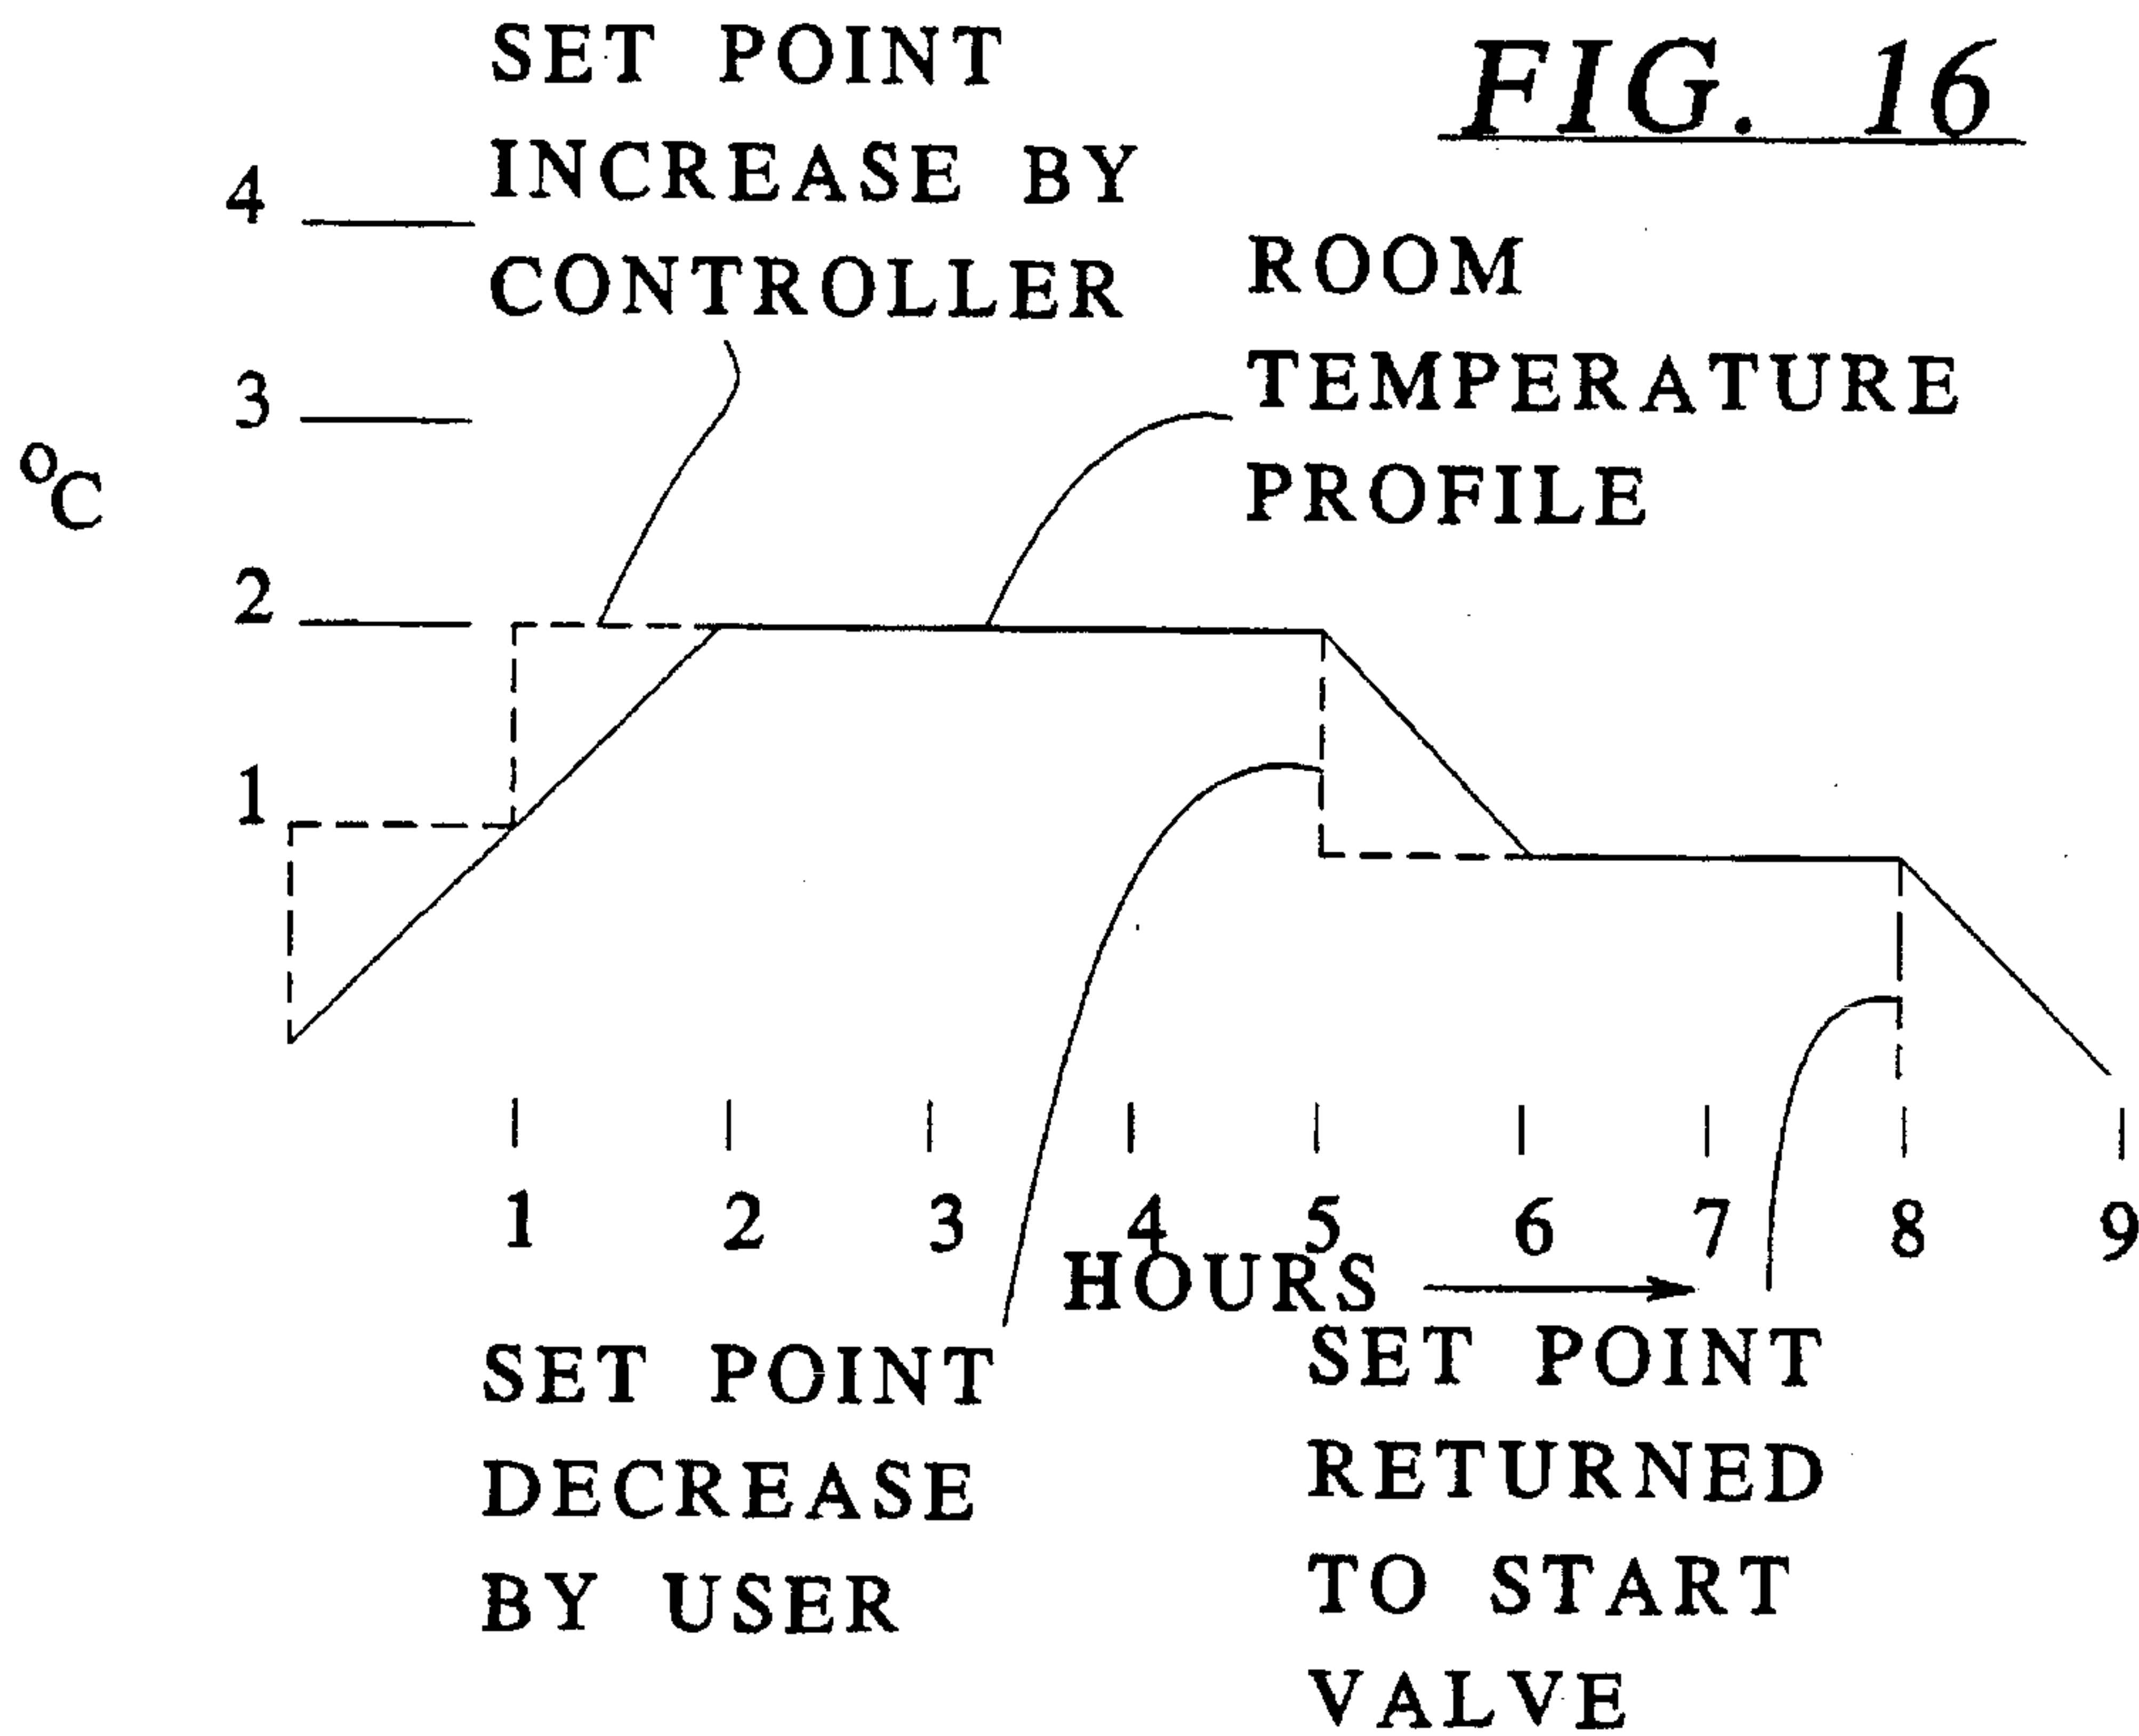 SET POINT
INCREASE BY
CONTROLLER
FIG. 16
ROOM
TEMPERATURE
PROFILE
4
3
°C
2
1
1 2 3 4 5 6 7 8 9
HOURS
SET POINT
DECREASE
BY USER
SET POINT
RETURNED
TO START
VALVE